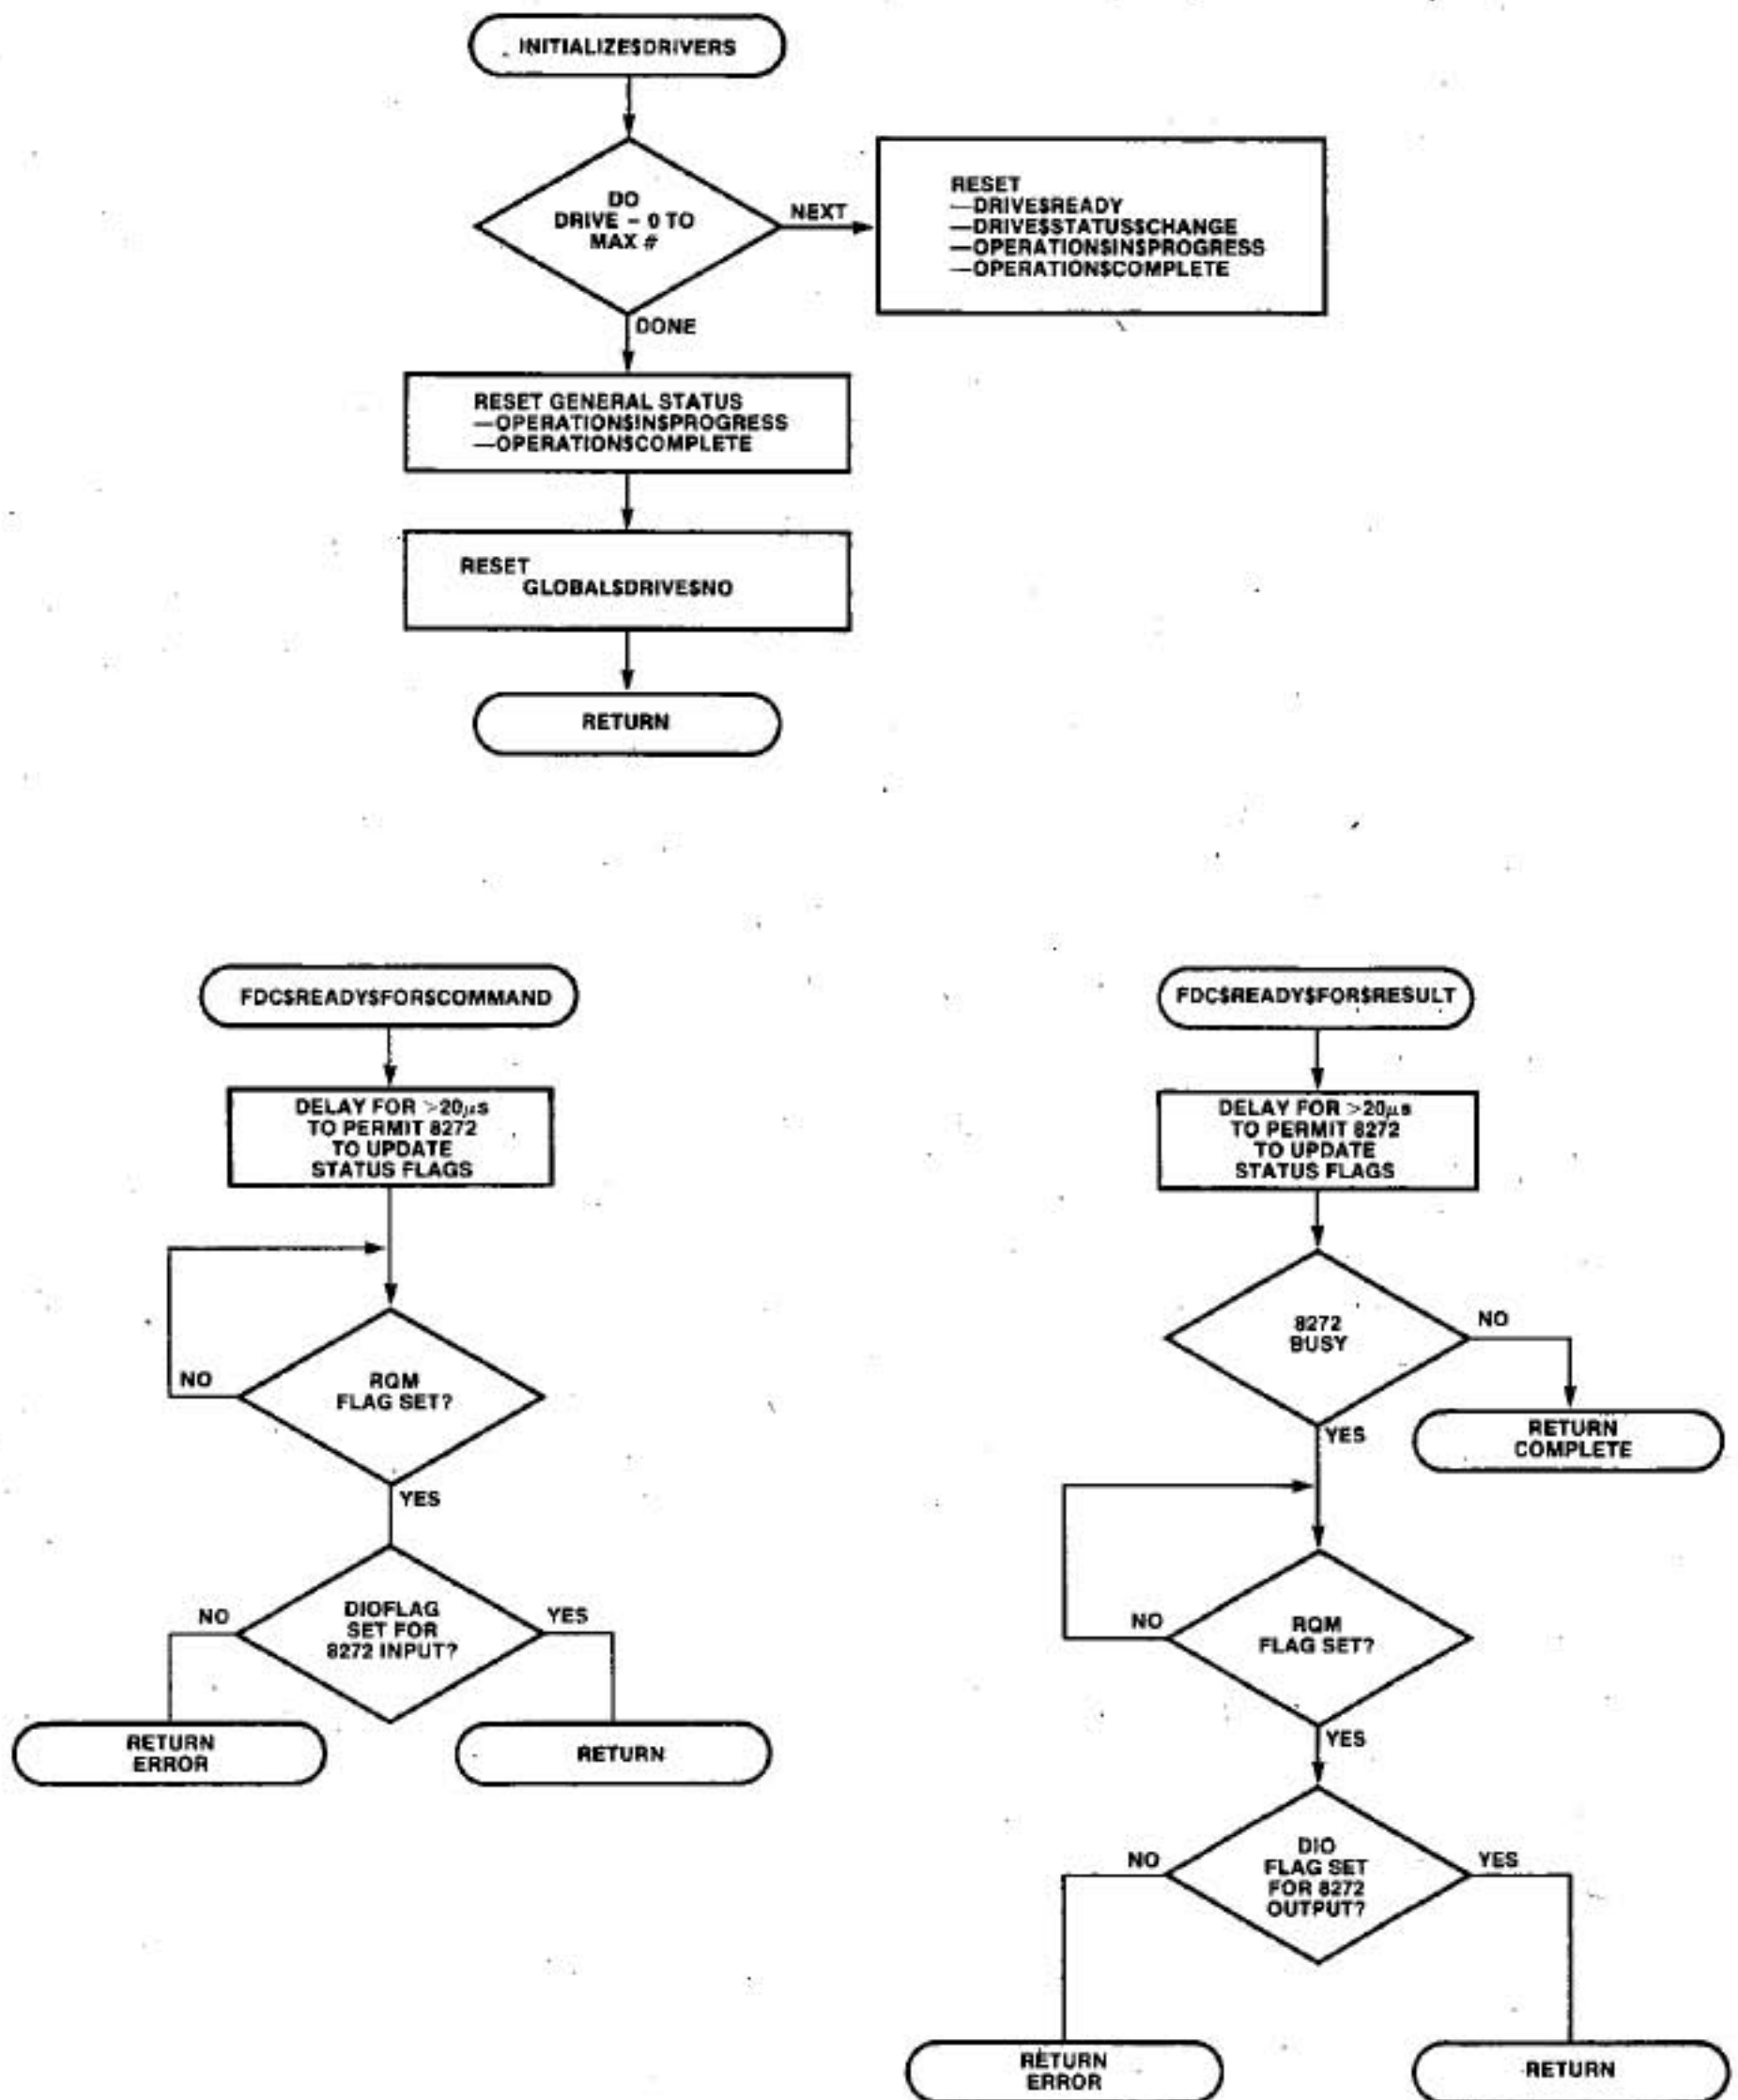 INITIALIZE$DRIVERS
DO
DRIVE = 0 TO
MAX #
NEXT
RESET
—DRIVE$READY
—DRIVE$STATUS$CHANGE
—OPERATION$IN$PROGRESS
—OPERATION$COMPLETE
DONE
RESET GENERAL STATUS
—OPERATION$IN$PROGRESS
—OPERATION$COMPLETE
RESET
GLOBAL$DRIVE$NO
RETURN
FDC$READY$FOR$COMMAND
DELAY FOR >20μs
TO PERMIT 8272
TO UPDATE
STATUS FLAGS
NO
RQM
FLAG SET?
YES
NO
DIOFLAG
SET FOR
8272 INPUT?
YES
RETURN
ERROR
RETURN
FDC$READY$FOR$RESULT
DELAY FOR >20μs
TO PERMIT 8272
TO UPDATE
STATUS FLAGS
8272
BUSY
NO
RETURN
COMPLETE
YES
NO
RQM
FLAG SET?
YES
NO
DIO
FLAG SET
FOR 8272
OUTPUT?
YES
RETURN
ERROR
RETURN